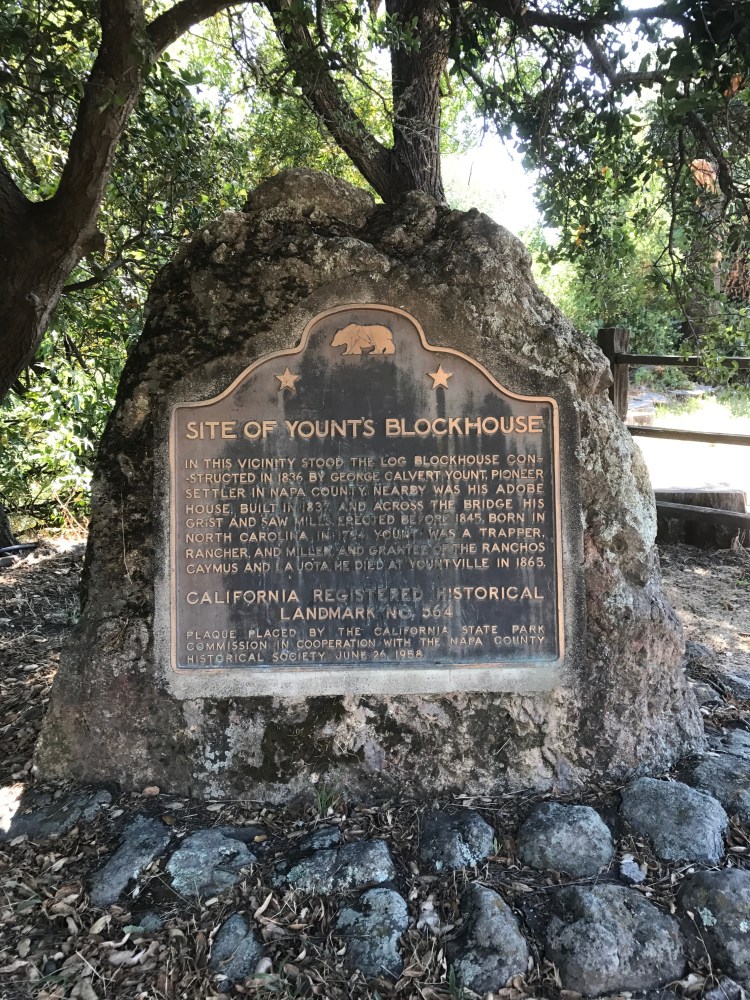 SITE OF YOUNT'S BLOCKHOUSE
IN THIS VICINITY STOOD THE LOG BLOCKHOUSE CON-
STRUCTED IN 1836 BY GEORGE CALVERT YOUNT, PIONEER
SETTLER IN NAPA COUNTY. NEARBY WAS HIS ADOBE
HOUSE, BUILT IN 1837, AND ACROSS THE BRIDGE HIS
GRIST AND SAW MILLS ERECTED BEFORE 1845. BORN IN
NORTH CAROLINA IN 1794, YOUNT WAS A TRAPPER,
RANCHER, AND MILLER, AND GRANTEE OF THE RANCHOS
CAYMUS AND LA JOTA. HE DIED AT YOUNTVILLE IN 1865.
CALIFORNIA REGISTERED HISTORICAL
LANDMARK NO. 564
PLAQUE PLACED BY THE CALIFORNIA STATE PARK
COMMISSION IN COOPERATION WITH THE NAPA COUNTY
HISTORICAL SOCIETY. JUNE 26, 1958